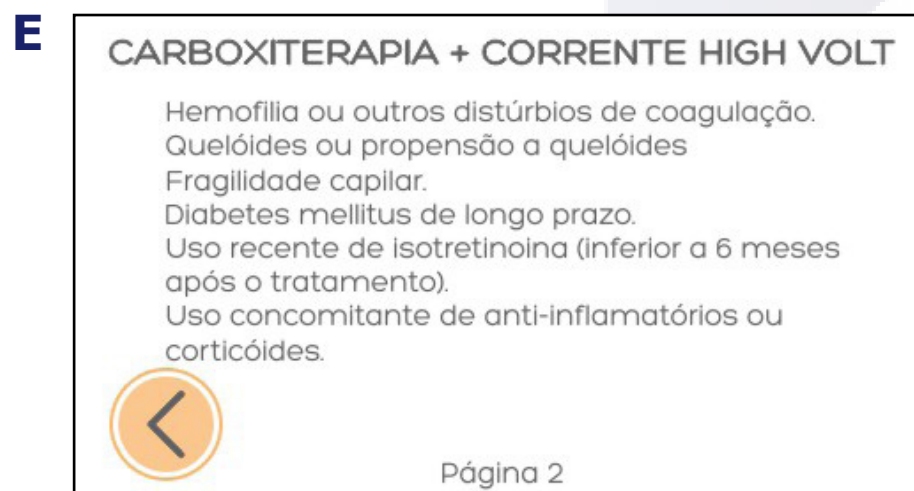 E
CARBOXITERAPIA + CORRENTE HIGH VOLT
Hemofilia ou outros distúrbios de coagulação.
Quelóides ou propensão a quelóides
Fragilidade capilar.
Diabetes mellitus de longo prazo.
Uso recente de isotretinoina (inferior a 6 meses
após o tratamento).
Uso concomitante de anti-inflamatórios ou
corticóides.
Página 2